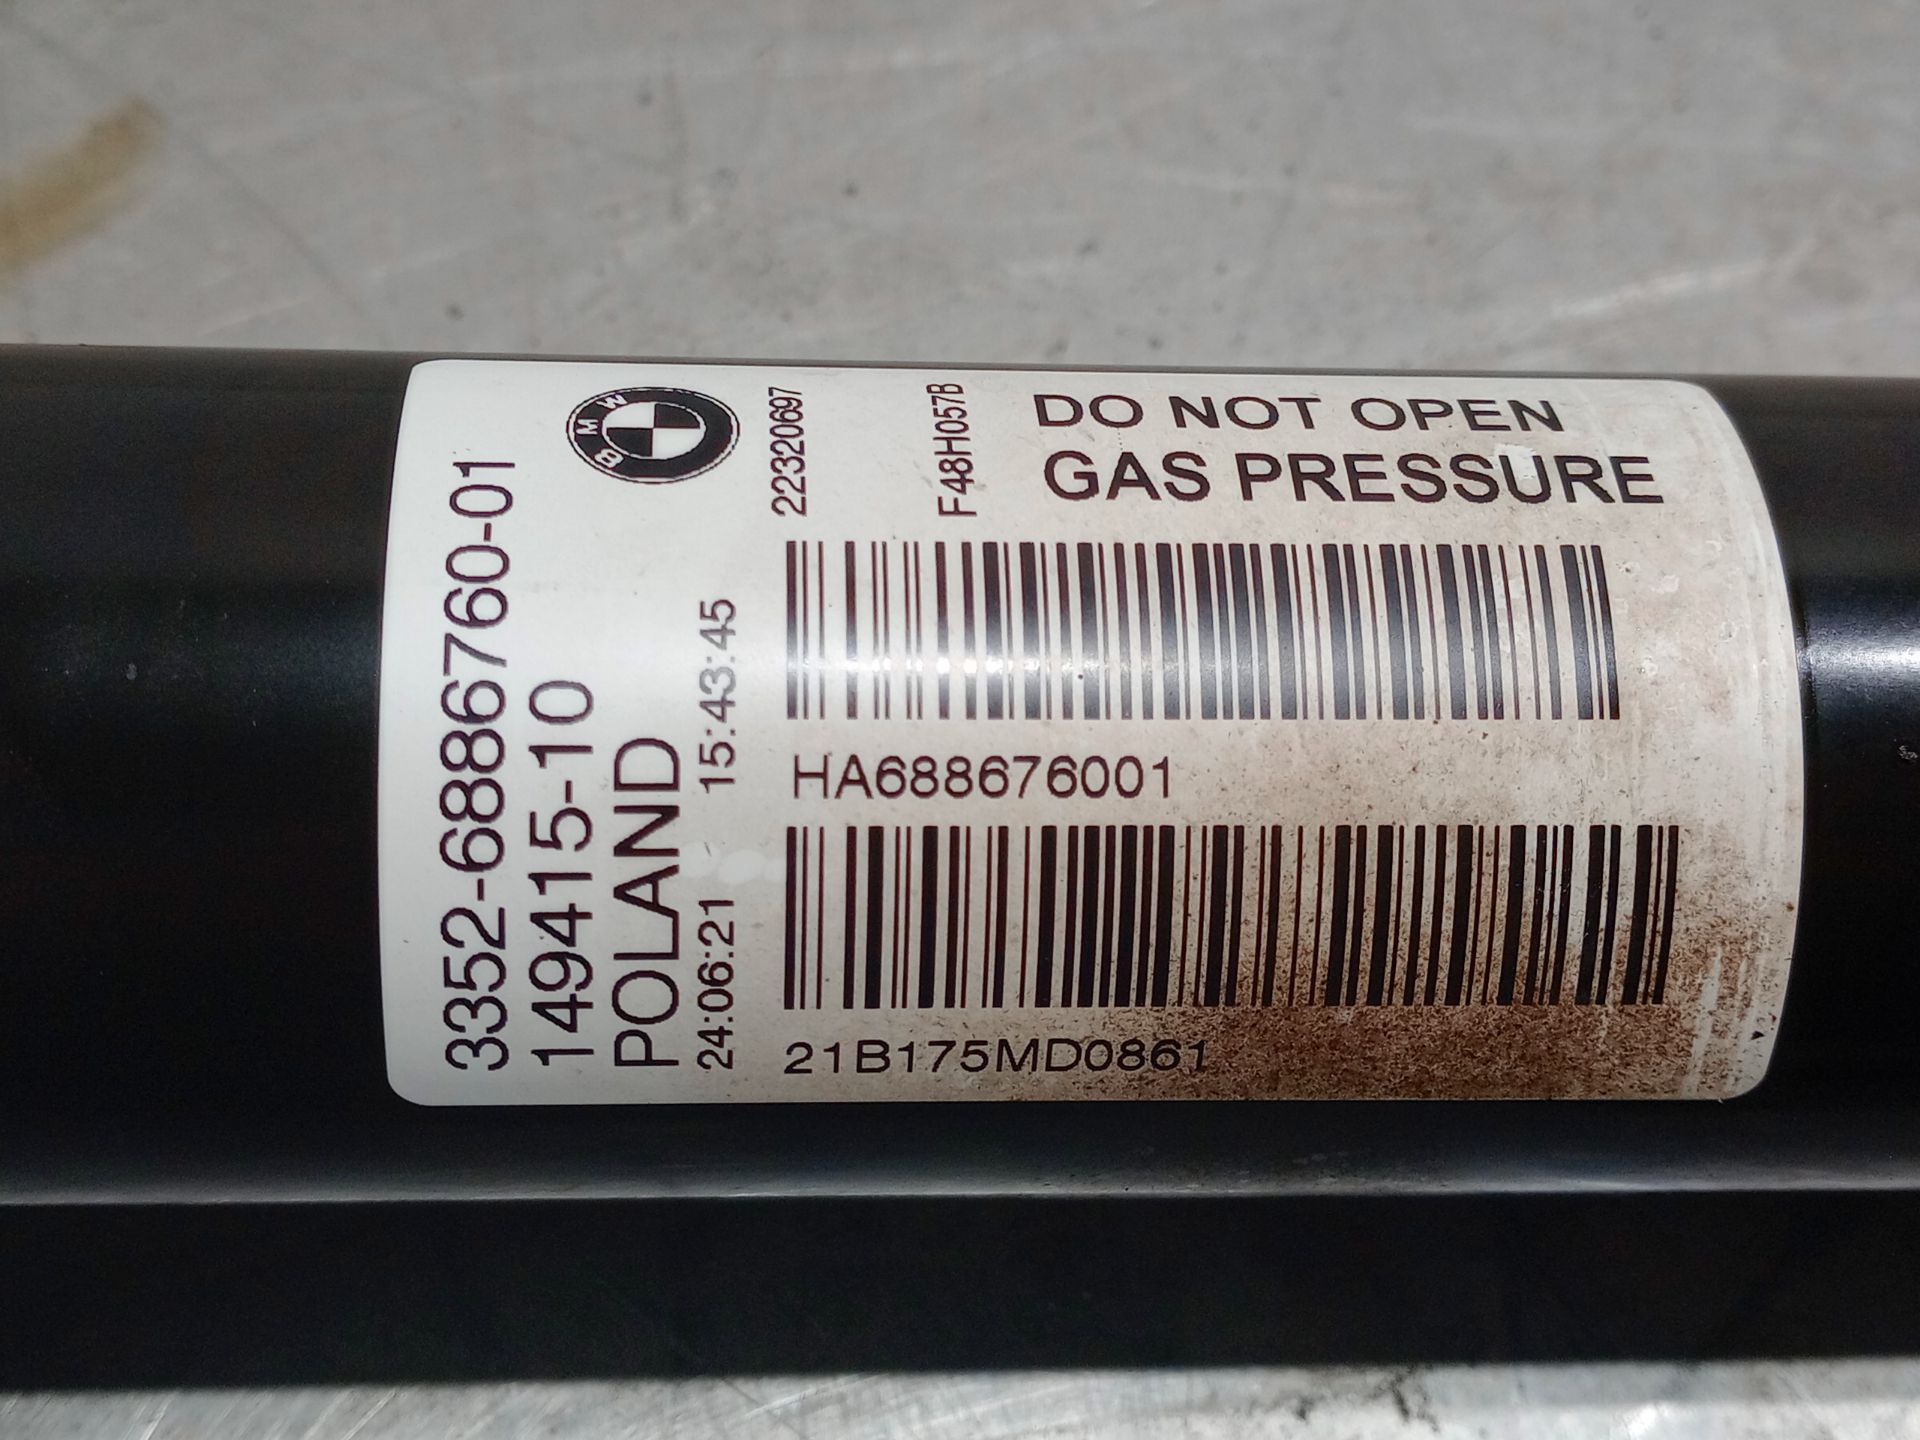 3352-6886760-01
149415-10
POLAND
24:06:21 15:43:45
BMW
22320697
F48H057B
DO NOT OPEN
GAS PRESSURE
HA688676001
21B175MD0861